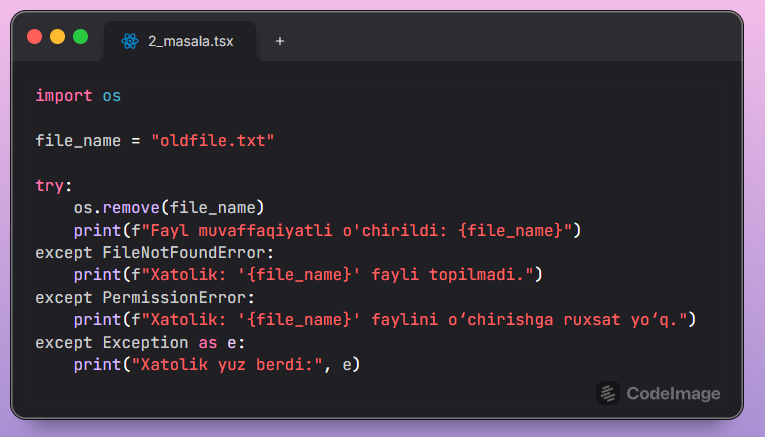 2_masala.tsx +
import os
file_name = "oldfile.txt"
try:
    os.remove(file_name)
    print(f"Fayl muvaffaqiyatli o'chirildi: {file_name}")
except FileNotFoundError:
    print(f"Xatolik: '{file_name}' fayli topilmadi.")
except PermissionError:
    print(f"Xatolik: '{file_name}' faylini o‘chirishga ruxsat yo‘q.")
except Exception as e:
    print("Xatolik yuz berdi:", e)
CodeImage